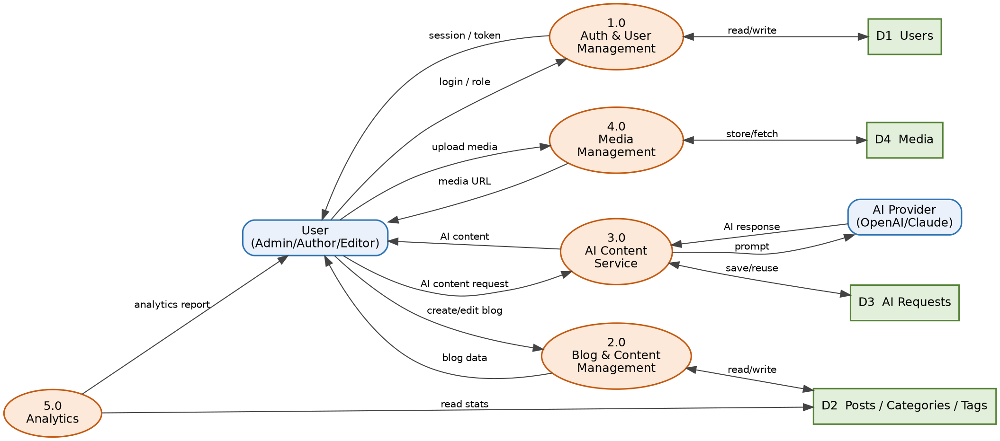 1.0
Auth & User
Management
session / token
read/write
D1  Users
login / role
4.0
Media
Management
upload media
store/fetch
D4  Media
media URL
User
(Admin/Author/Editor)
AI content
3.0
AI Content
Service
AI response
AI Provider
(OpenAI/Claude)
prompt
save/reuse
AI content request
D3  AI Requests
analytics report
create/edit blog
2.0
Blog & Content
Management
blog data
read/write
5.0
Analytics
read stats
D2  Posts / Categories / Tags